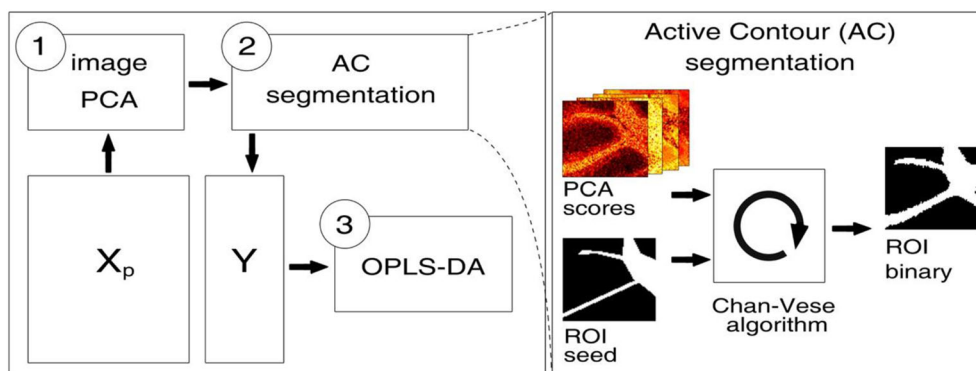 1
image
PCA
2
AC
segmentation
Xp
Y
3
OPLS-DA
Active Contour (AC)
segmentation
PCA
scores
ROI
seed
Chan-Vese
algorithm
ROI
binary